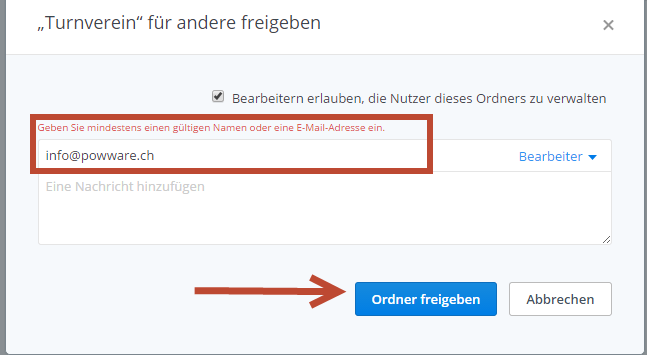 „Turnverein“ für andere freigeben
Bearbeitern erlauben, die Nutzer dieses Ordners zu verwalten
Geben Sie mindestens einen gültigen Namen oder eine E-Mail-Adresse ein.
info@powware.ch Bearbeiter
Eine Nachricht hinzufügen
Ordner freigeben Abbrechen